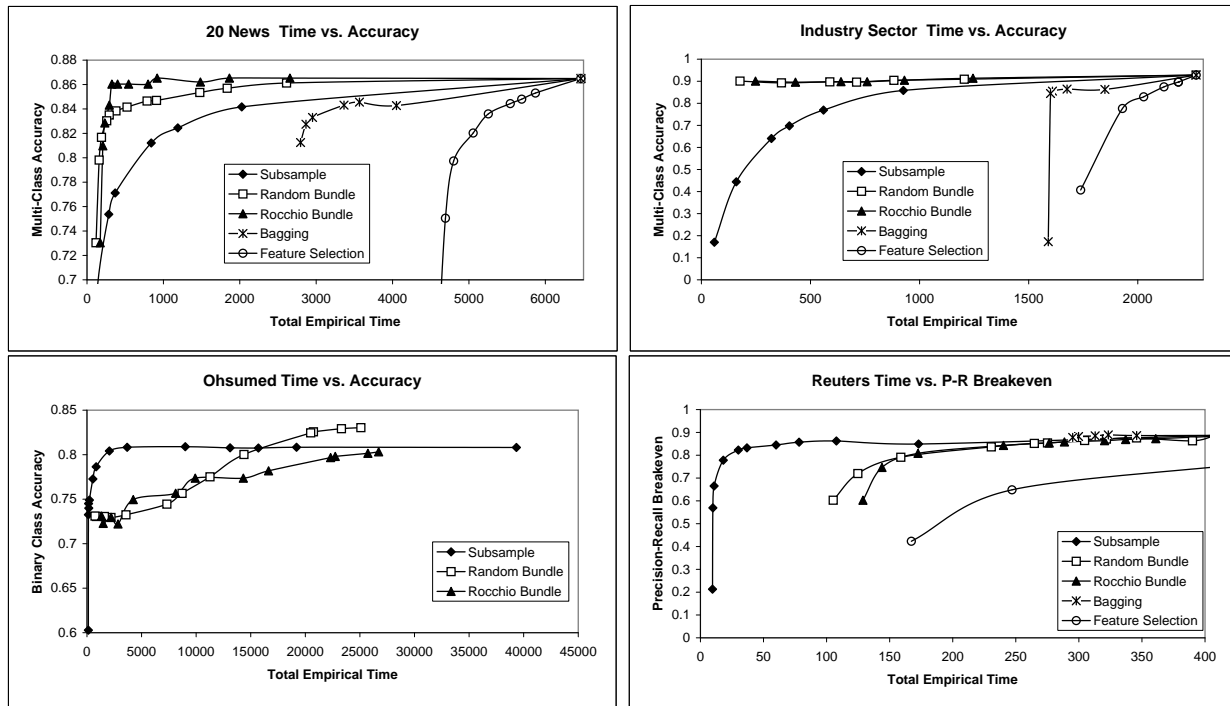 20 News Time vs. Accuracy
Multi-Class Accuracy
0.88
0.86
0.84
0.82
0.8
0.78
0.76
0.74
0.72
0.7
0 1000 2000 3000 4000 5000 6000
Total Empirical Time
Subsample
Random Bundle
Rocchio Bundle
Bagging
Feature Selection
Industry Sector Time vs. Accuracy
Multi-Class Accuracy
1
0.9
0.8
0.7
0.6
0.5
0.4
0.3
0.2
0.1
0
0 500 1000 1500 2000
Total Empirical Time
Subsample
Random Bundle
Rocchio Bundle
Bagging
Feature Selection
Ohsumed Time vs. Accuracy
Binary Class Accuracy
0.85
0.8
0.75
0.7
0.65
0.6
0 5000 10000 15000 20000 25000 30000 35000 40000 45000
Total Empirical Time
Subsample
Random Bundle
Rocchio Bundle
Reuters Time vs. P-R Breakeven
Precision-Recall Breakeven
1
0.9
0.8
0.7
0.6
0.5
0.4
0.3
0.2
0.1
0
0 50 100 150 200 250 300 350 400
Total Empirical Time
Subsample
Random Bundle
Rocchio Bundle
Bagging
Feature Selection